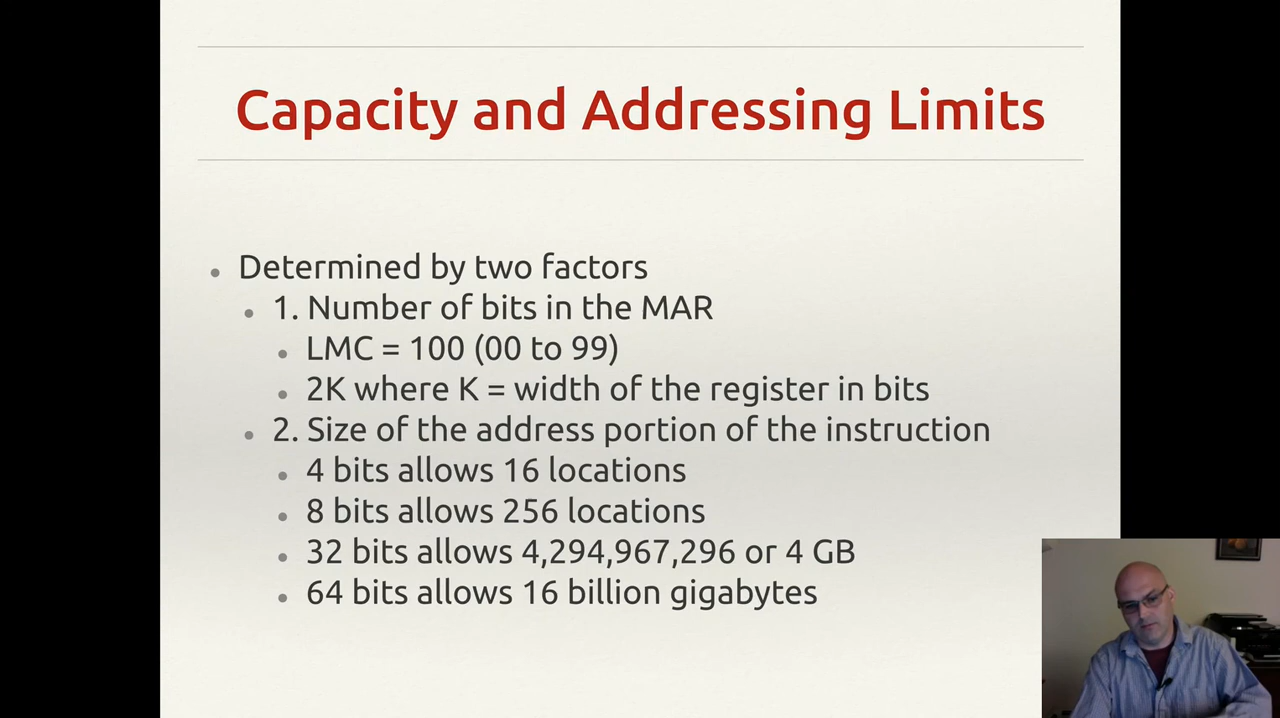 Capacity and Addressing Limits
Determined by two factors
1. Number of bits in the MAR
LMC = 100 (00 to 99)
2K where K = width of the register in bits
2. Size of the address portion of the instruction
4 bits allows 16 locations
8 bits allows 256 locations
32 bits allows 4,294,967,296 or 4 GB
64 bits allows 16 billion gigabytes